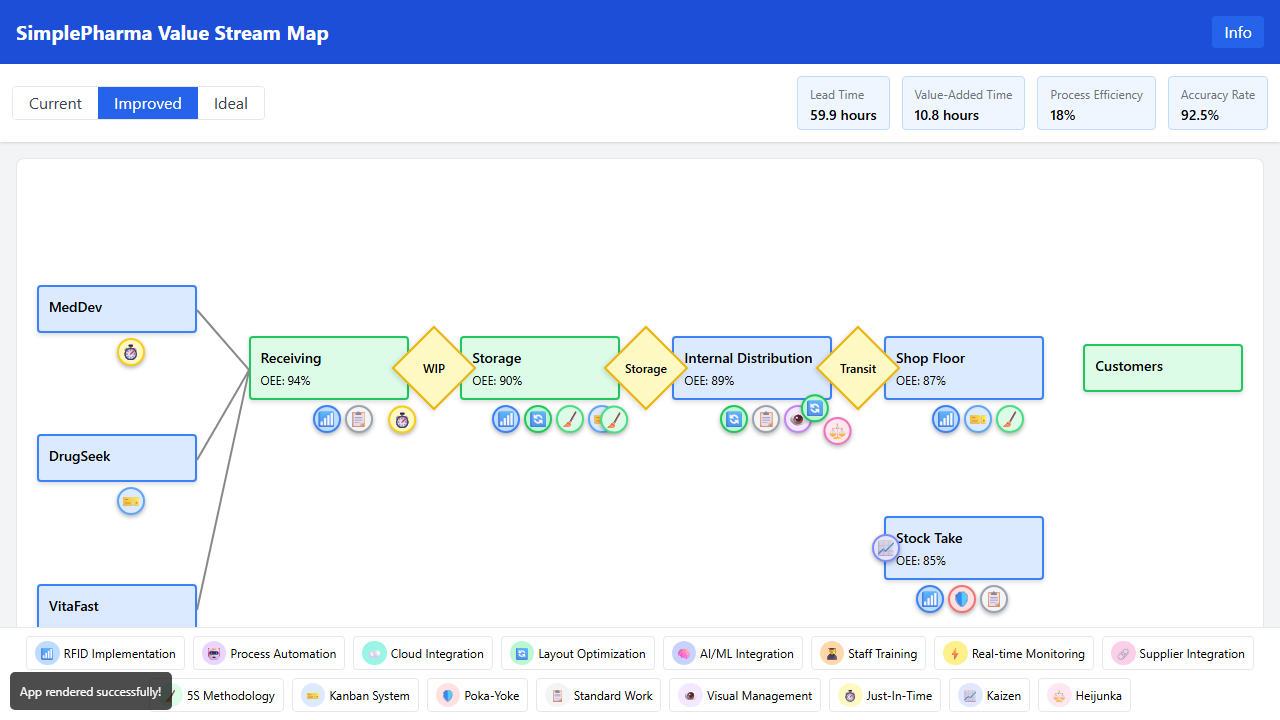 SimplePharma Value Stream Map
Info
Current
Improved
Ideal
Lead Time
59.9 hours
Value-Added Time
10.8 hours
Process Efficiency
18%
Accuracy Rate
92.5%
MedDev
DrugSeek
VitaFast
Receiving
OEE: 94%
WIP
Storage
OEE: 90%
Storage
Internal Distribution
OEE: 89%
Transit
Shop Floor
OEE: 87%
Customers
Stock Take
OEE: 85%
RFID Implementation
Process Automation
Cloud Integration
Layout Optimization
AI/ML Integration
Staff Training
Real-time Monitoring
Supplier Integration
5S Methodology
Kanban System
Poka-Yoke
Standard Work
Visual Management
Just-In-Time
Kaizen
Heijunka
App rendered successfully!